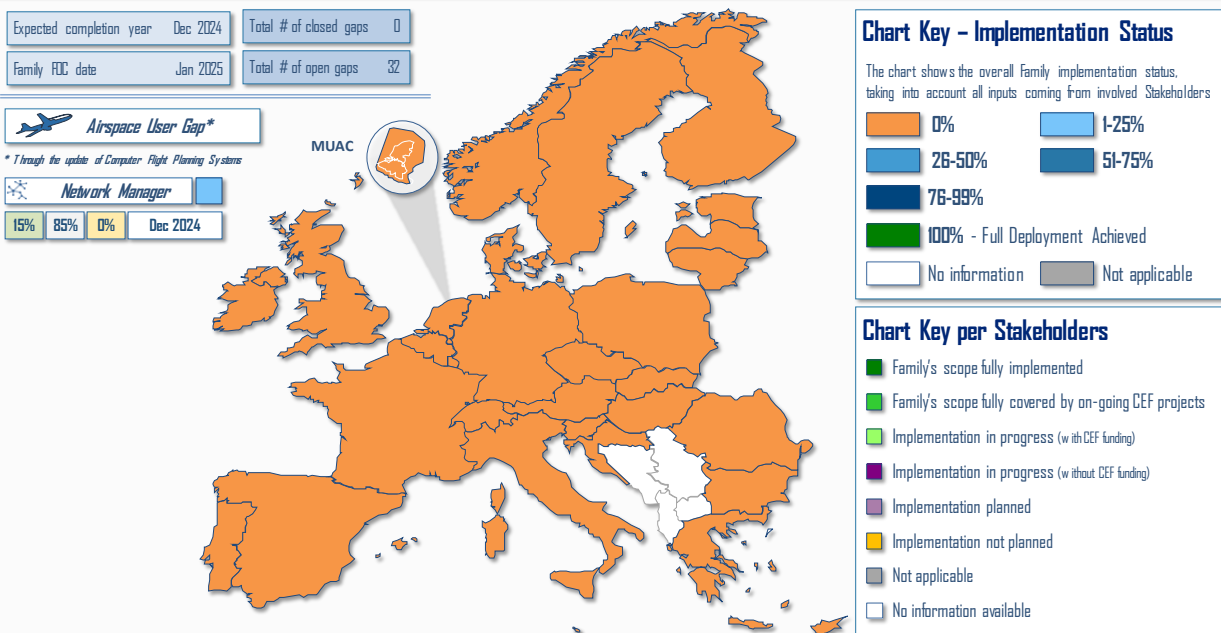 Expected completion year Dec 2024
Total # of closed gaps 0
Family FOC date Jan 2025
Total # of open gaps 32
Airspace User Gap*
* Through the update of Computer Flight Planning Systems
Network Manager
15% 85% 0% Dec 2024
MUAC
Chart Key – Implementation Status
The chart shows the overall Family implementation status,
taking into account all inputs coming from involved Stakeholders
0% 1-25%
26-50% 51-75%
76-99%
100% - Full Deployment Achieved
No information Not applicable
Chart Key per Stakeholders
Family's scope fully implemented
Family's scope fully covered by on-going CEF projects
Implementation in progress (with CEF funding)
Implementation in progress (without CEF funding)
Implementation planned
Implementation not planned
Not applicable
No information available